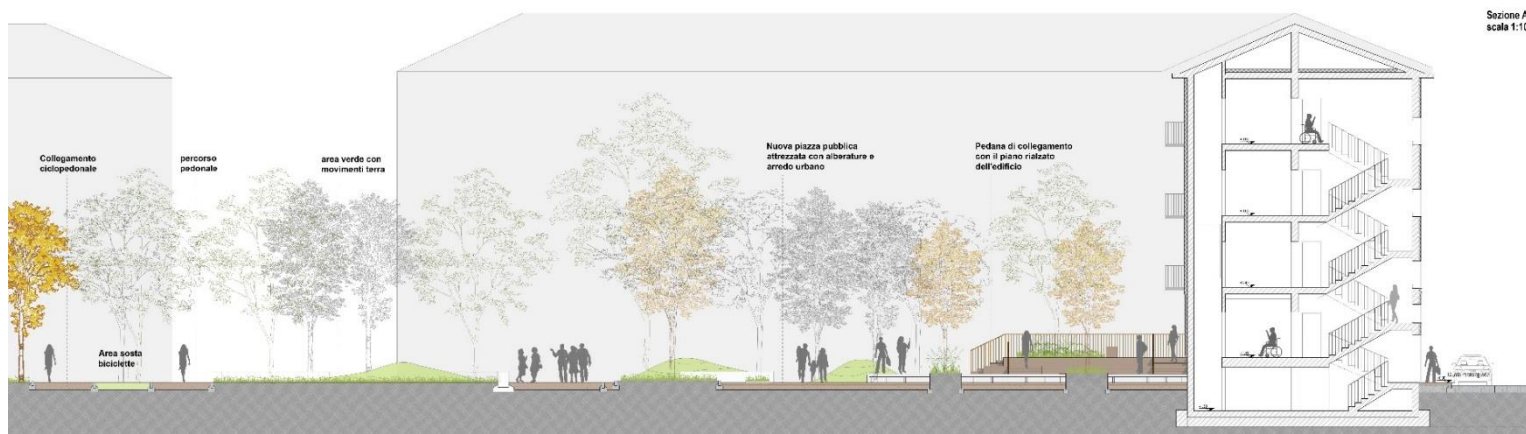 Sezione A
scala 1:10
Collegamento
ciclopedonale
percorso
pedonale
area verde con
movimenti terra
Nuova piazza pubblica
attrezzata con alberature e
arredo urbano
Pedana di collegamento
con il piano rialzato
dell'edificio
Area sosta
biciclette